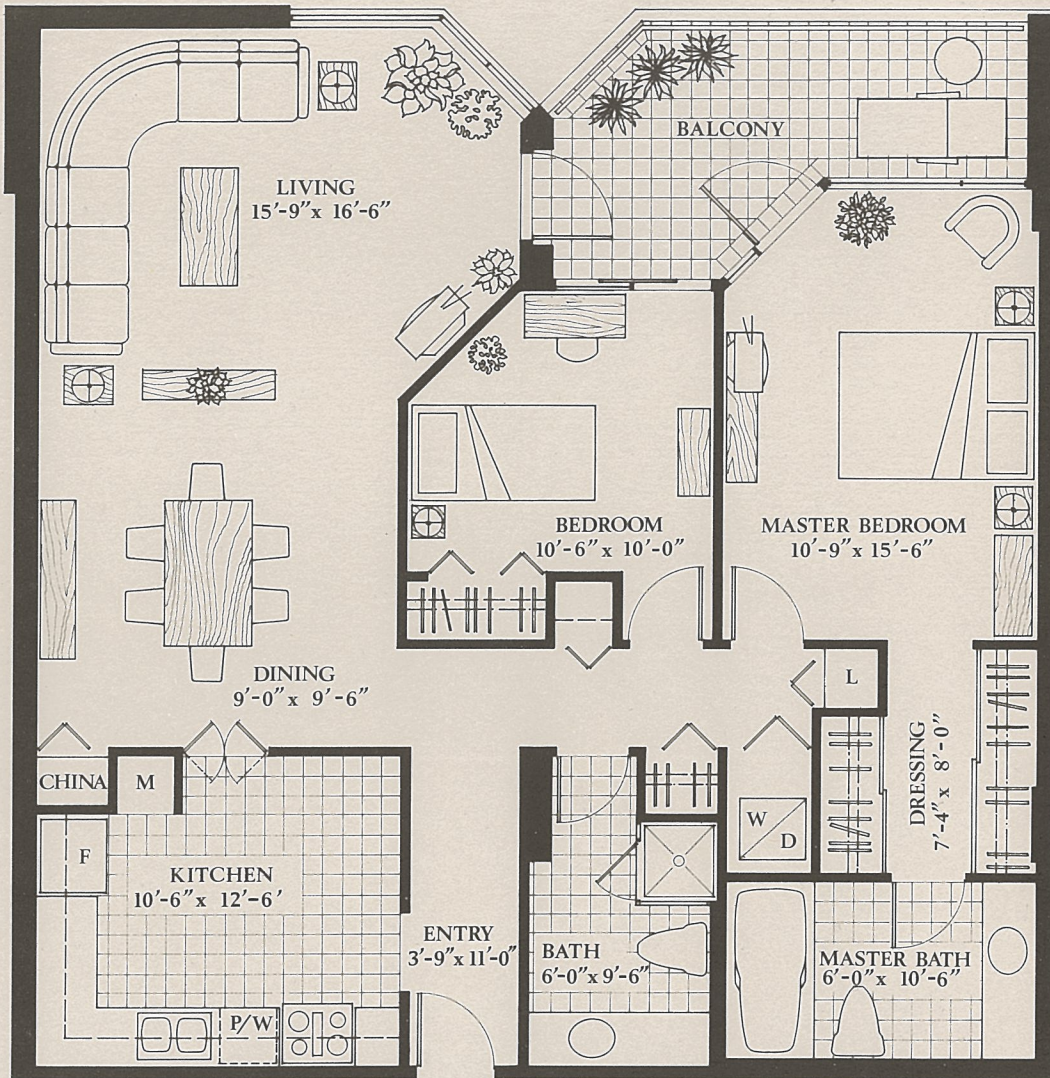 BALCONY
LIVING
15'-9" x 16'-6"
BEDROOM
10'-6" x 10'-0"
MASTER BEDROOM
10'-9" x 15'-6"
DINING
9'-0" x 9'-6"
L
CHINA
M
DRESSING
7'-4" x 8'-0"
W
D
F
KITCHEN
10'-6" x 12'-6'
ENTRY
3'-9" x 11'-0"
BATH
6'-0" x 9'-6"
MASTER BATH
6'-0" x 10'-6"
P/W